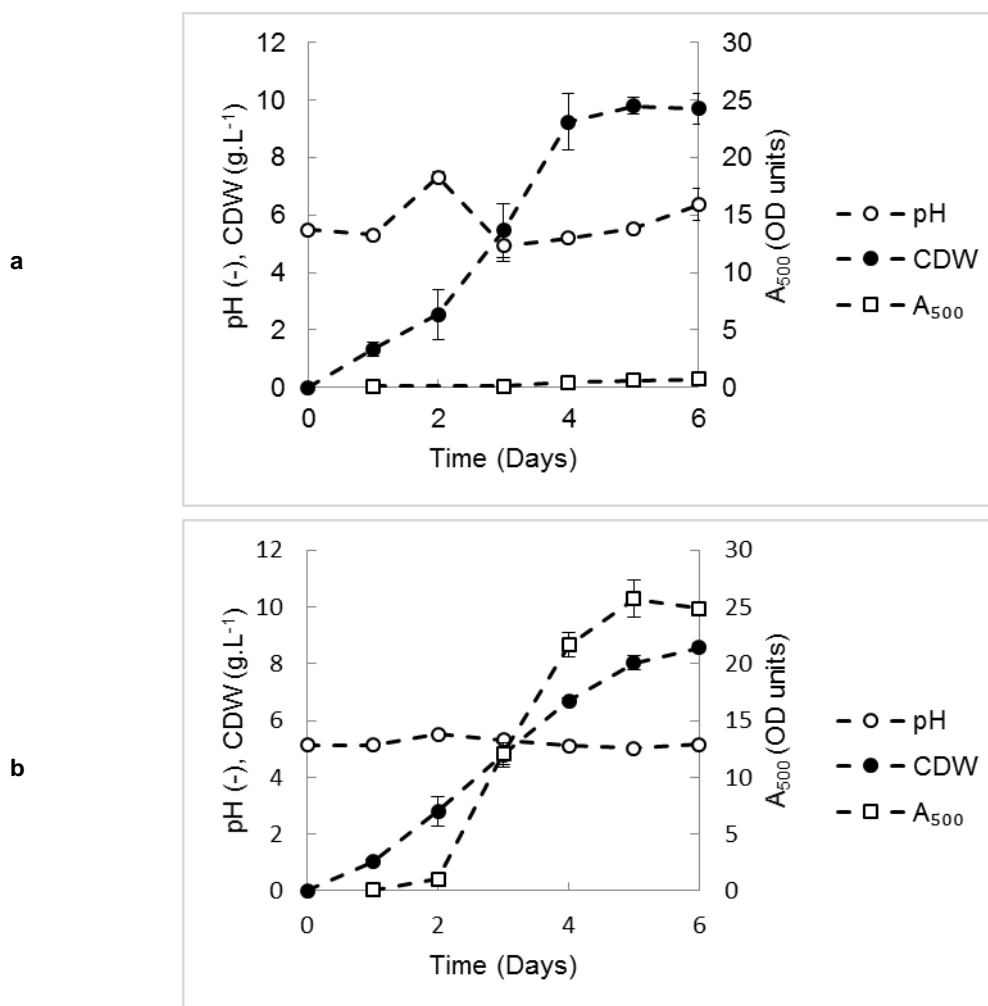 a
pH (-), CDW (g.L⁻¹)
12
10
8
6
4
2
0
30
25
20
15
10
5
0
A₅₀₀ (OD units)
0 2 4 6
Time (Days)
pH
CDW
A₅₀₀
b
pH (-), CDW (g.L⁻¹)
12
10
8
6
4
2
0
30
25
20
15
10
5
0
A₅₀₀ (OD units)
0 2 4 6
Time (Days)
pH
CDW
A₅₀₀